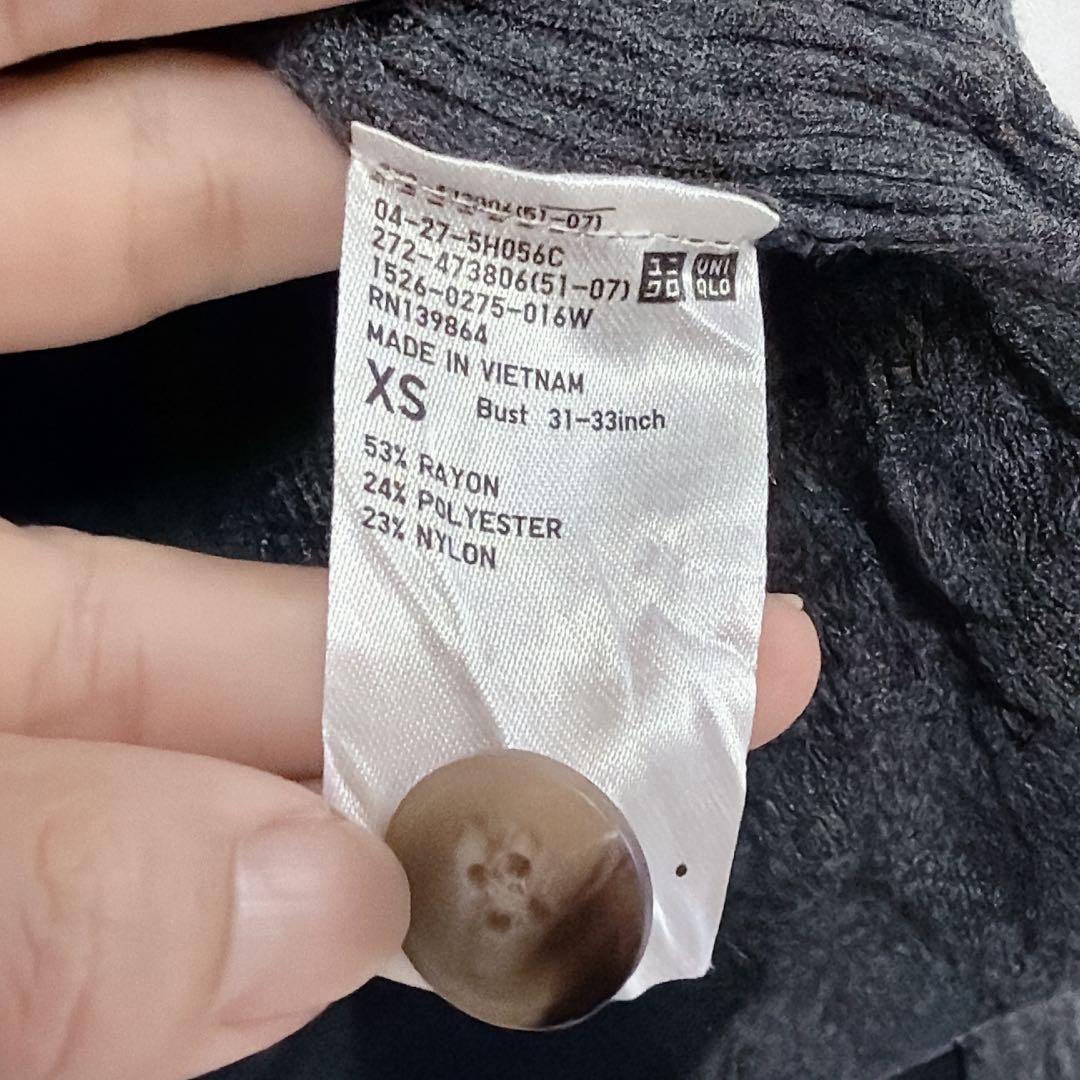 04-27-5H056C
272-473806(51-07)
ユニ
クロ
UNI
QLO
1526-0275-016W
RN139864
MADE IN VIETNAM
XS Bust 31-33inch
53% RAYON
24% POLYESTER
23% NYLON